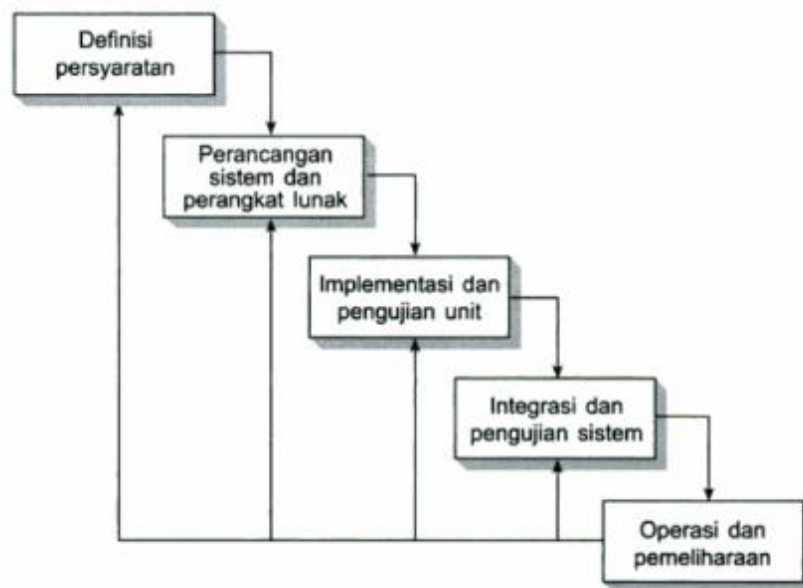 Definisi
persyaratan
Perancangan
sistem dan
perangkat lunak
Implementasi dan
pengujian unit
Integrasi dan
pengujian sistem
Operasi dan
pemeliharaan